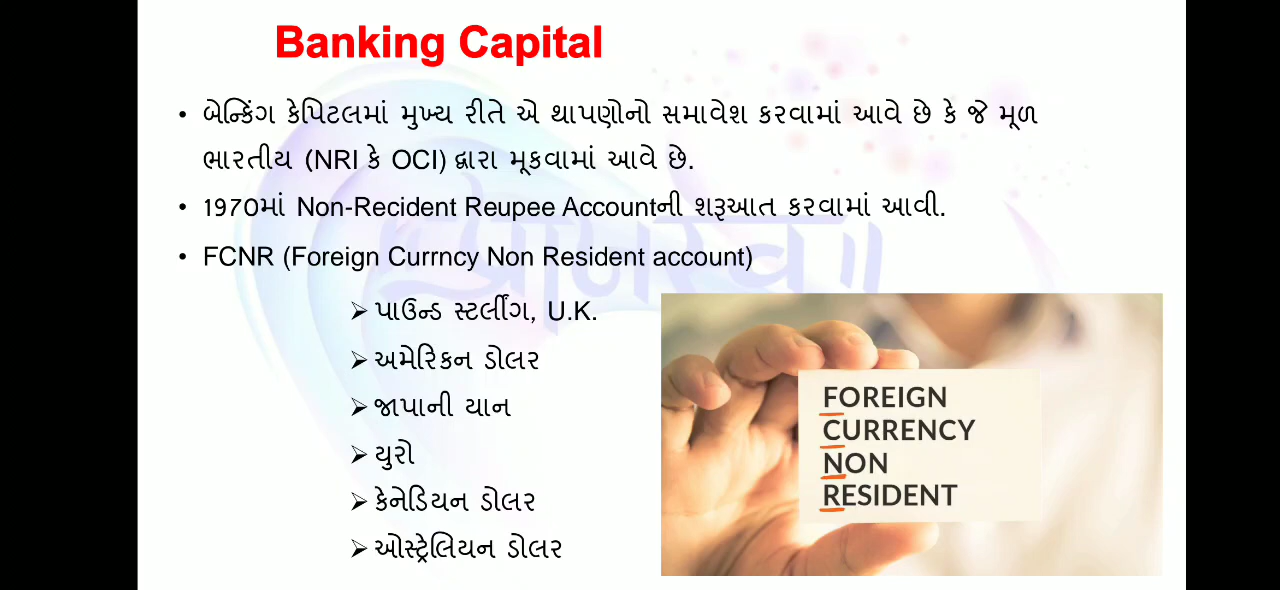 Banking Capital
• બેન્કિંગ કેપિટલમાં મુખ્ય રીતે એ થાપણોનો સમાવેશ કરવામાં આવે છે કે જે મૂળ
ભારતીય (NRI કે OCI) દ્વારા મૂકવામાં આવે છે.
• 1970માં Non-Recident Reupee Accountની શરૂઆત કરવામાં આવી.
• FCNR (Foreign Currncy Non Resident account)
➢ પાઉન્ડ સ્ટર્લીંગ, U.K.
➢ અમેરિકન ડોલર
➢ જાપાની યાન
➢ યુરો
➢ કેનેડિયન ડોલર
➢ ઓસ્ટ્રેલિયન ડોલર
FOREIGN
CURRENCY
NON
RESIDENT